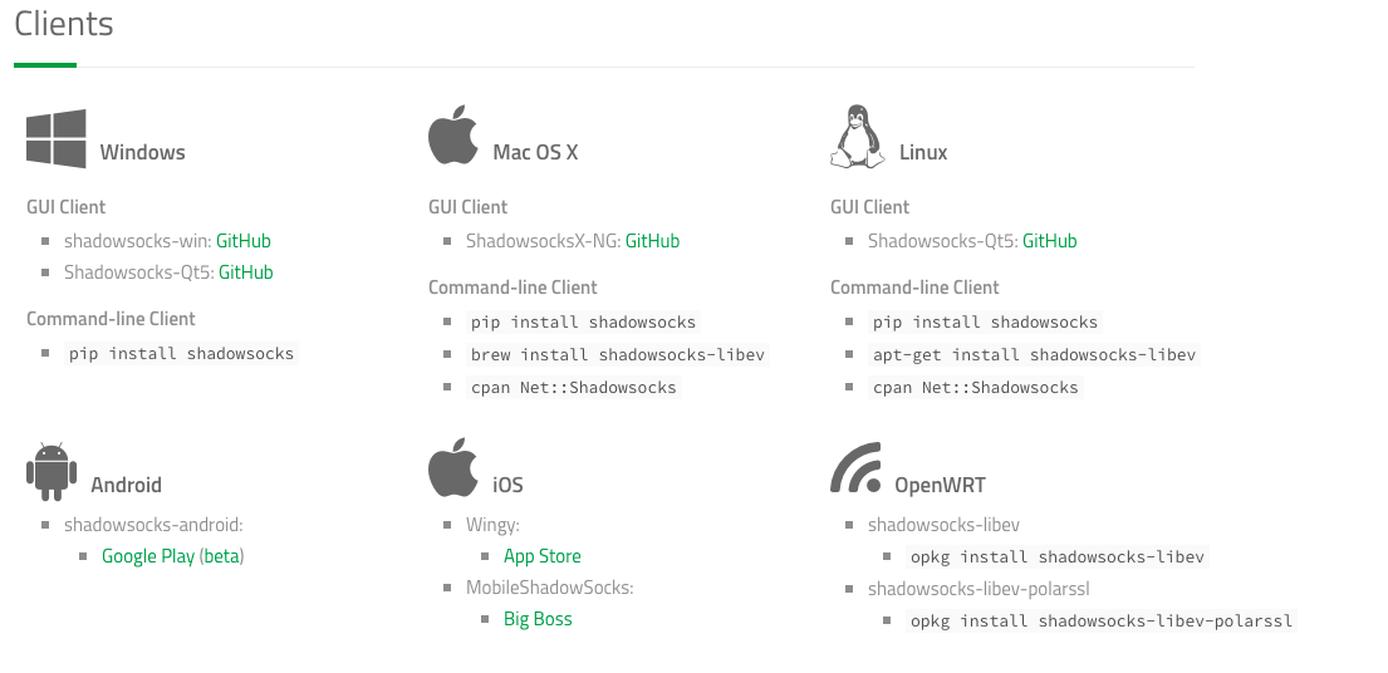 Clients
Windows
GUI Client
shadowsocks-win: GitHub
Shadowsocks-Qt5: GitHub
Command-line Client
pip install shadowsocks
Mac OS X
GUI Client
ShadowsocksX-NG: GitHub
Command-line Client
pip install shadowsocks
brew install shadowsocks-libev
cpan Net::Shadowsocks
Linux
GUI Client
Shadowsocks-Qt5: GitHub
Command-line Client
pip install shadowsocks
apt-get install shadowsocks-libev
cpan Net::Shadowsocks
Android
shadowsocks-android:
Google Play (beta)
iOS
Wingy:
App Store
MobileShadowSocks:
Big Boss
OpenWRT
shadowsocks-libev
opkg install shadowsocks-libev
shadowsocks-libev-polarssl
opkg install shadowsocks-libev-polarssl